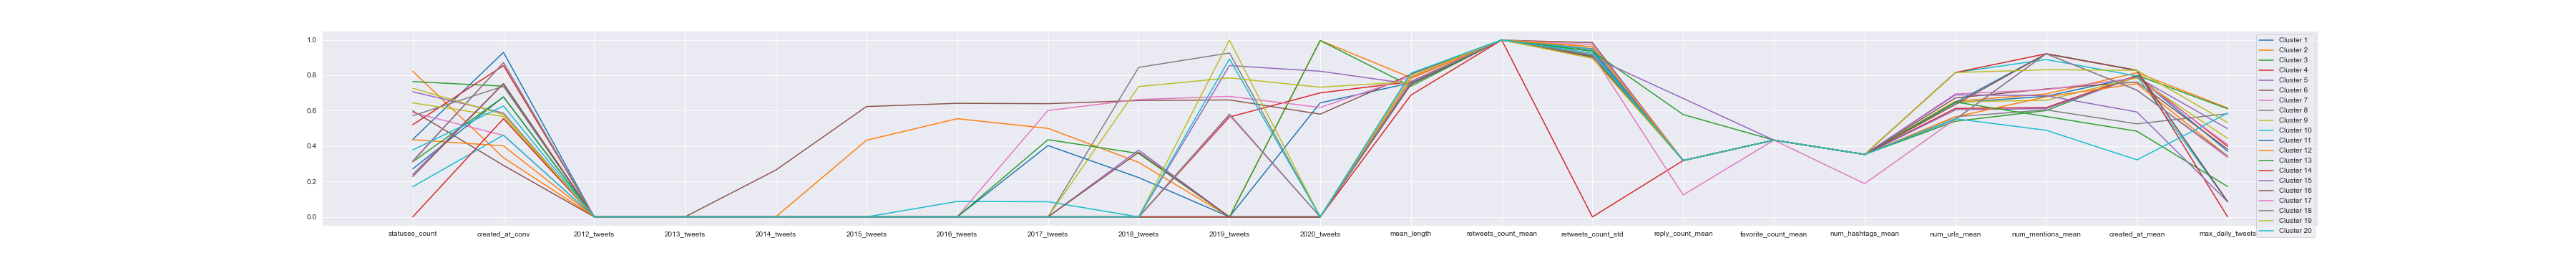 1.0
0.8
0.6
0.4
0.2
0.0
statuses_count
created_at_conv
2012_tweets
2013_tweets
2014_tweets
2015_tweets
2016_tweets
2017_tweets
2018_tweets
2019_tweets
2020_tweets
mean_length
retweets_count_mean
retweets_count_std
reply_count_mean
favorite_count_mean
num_hashtags_mean
num_urls_mean
num_mentions_mean
created_at_mean
max_daily_tweets
Cluster 1
Cluster 2
Cluster 3
Cluster 4
Cluster 5
Cluster 6
Cluster 7
Cluster 8
Cluster 9
Cluster 10
Cluster 11
Cluster 12
Cluster 13
Cluster 14
Cluster 15
Cluster 16
Cluster 17
Cluster 18
Cluster 19
Cluster 20